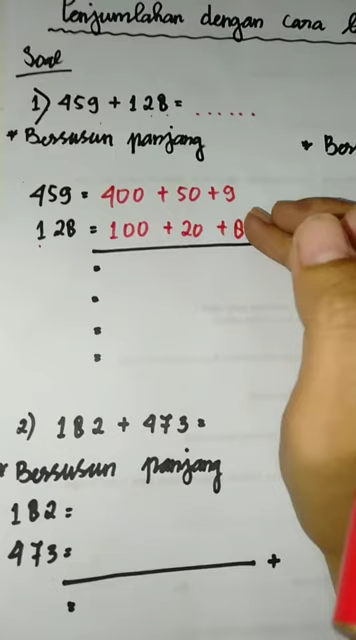 Penjumlahan dengan cara
Soal
1) 459 + 128 = ......
* Bersusun panjang
*
459 = 400 + 50 + 9
128 = 100 + 20 + 8
=
=
=
=
2) 182 + 473 =
* Bersusun panjang
182 =
473 =
+
=